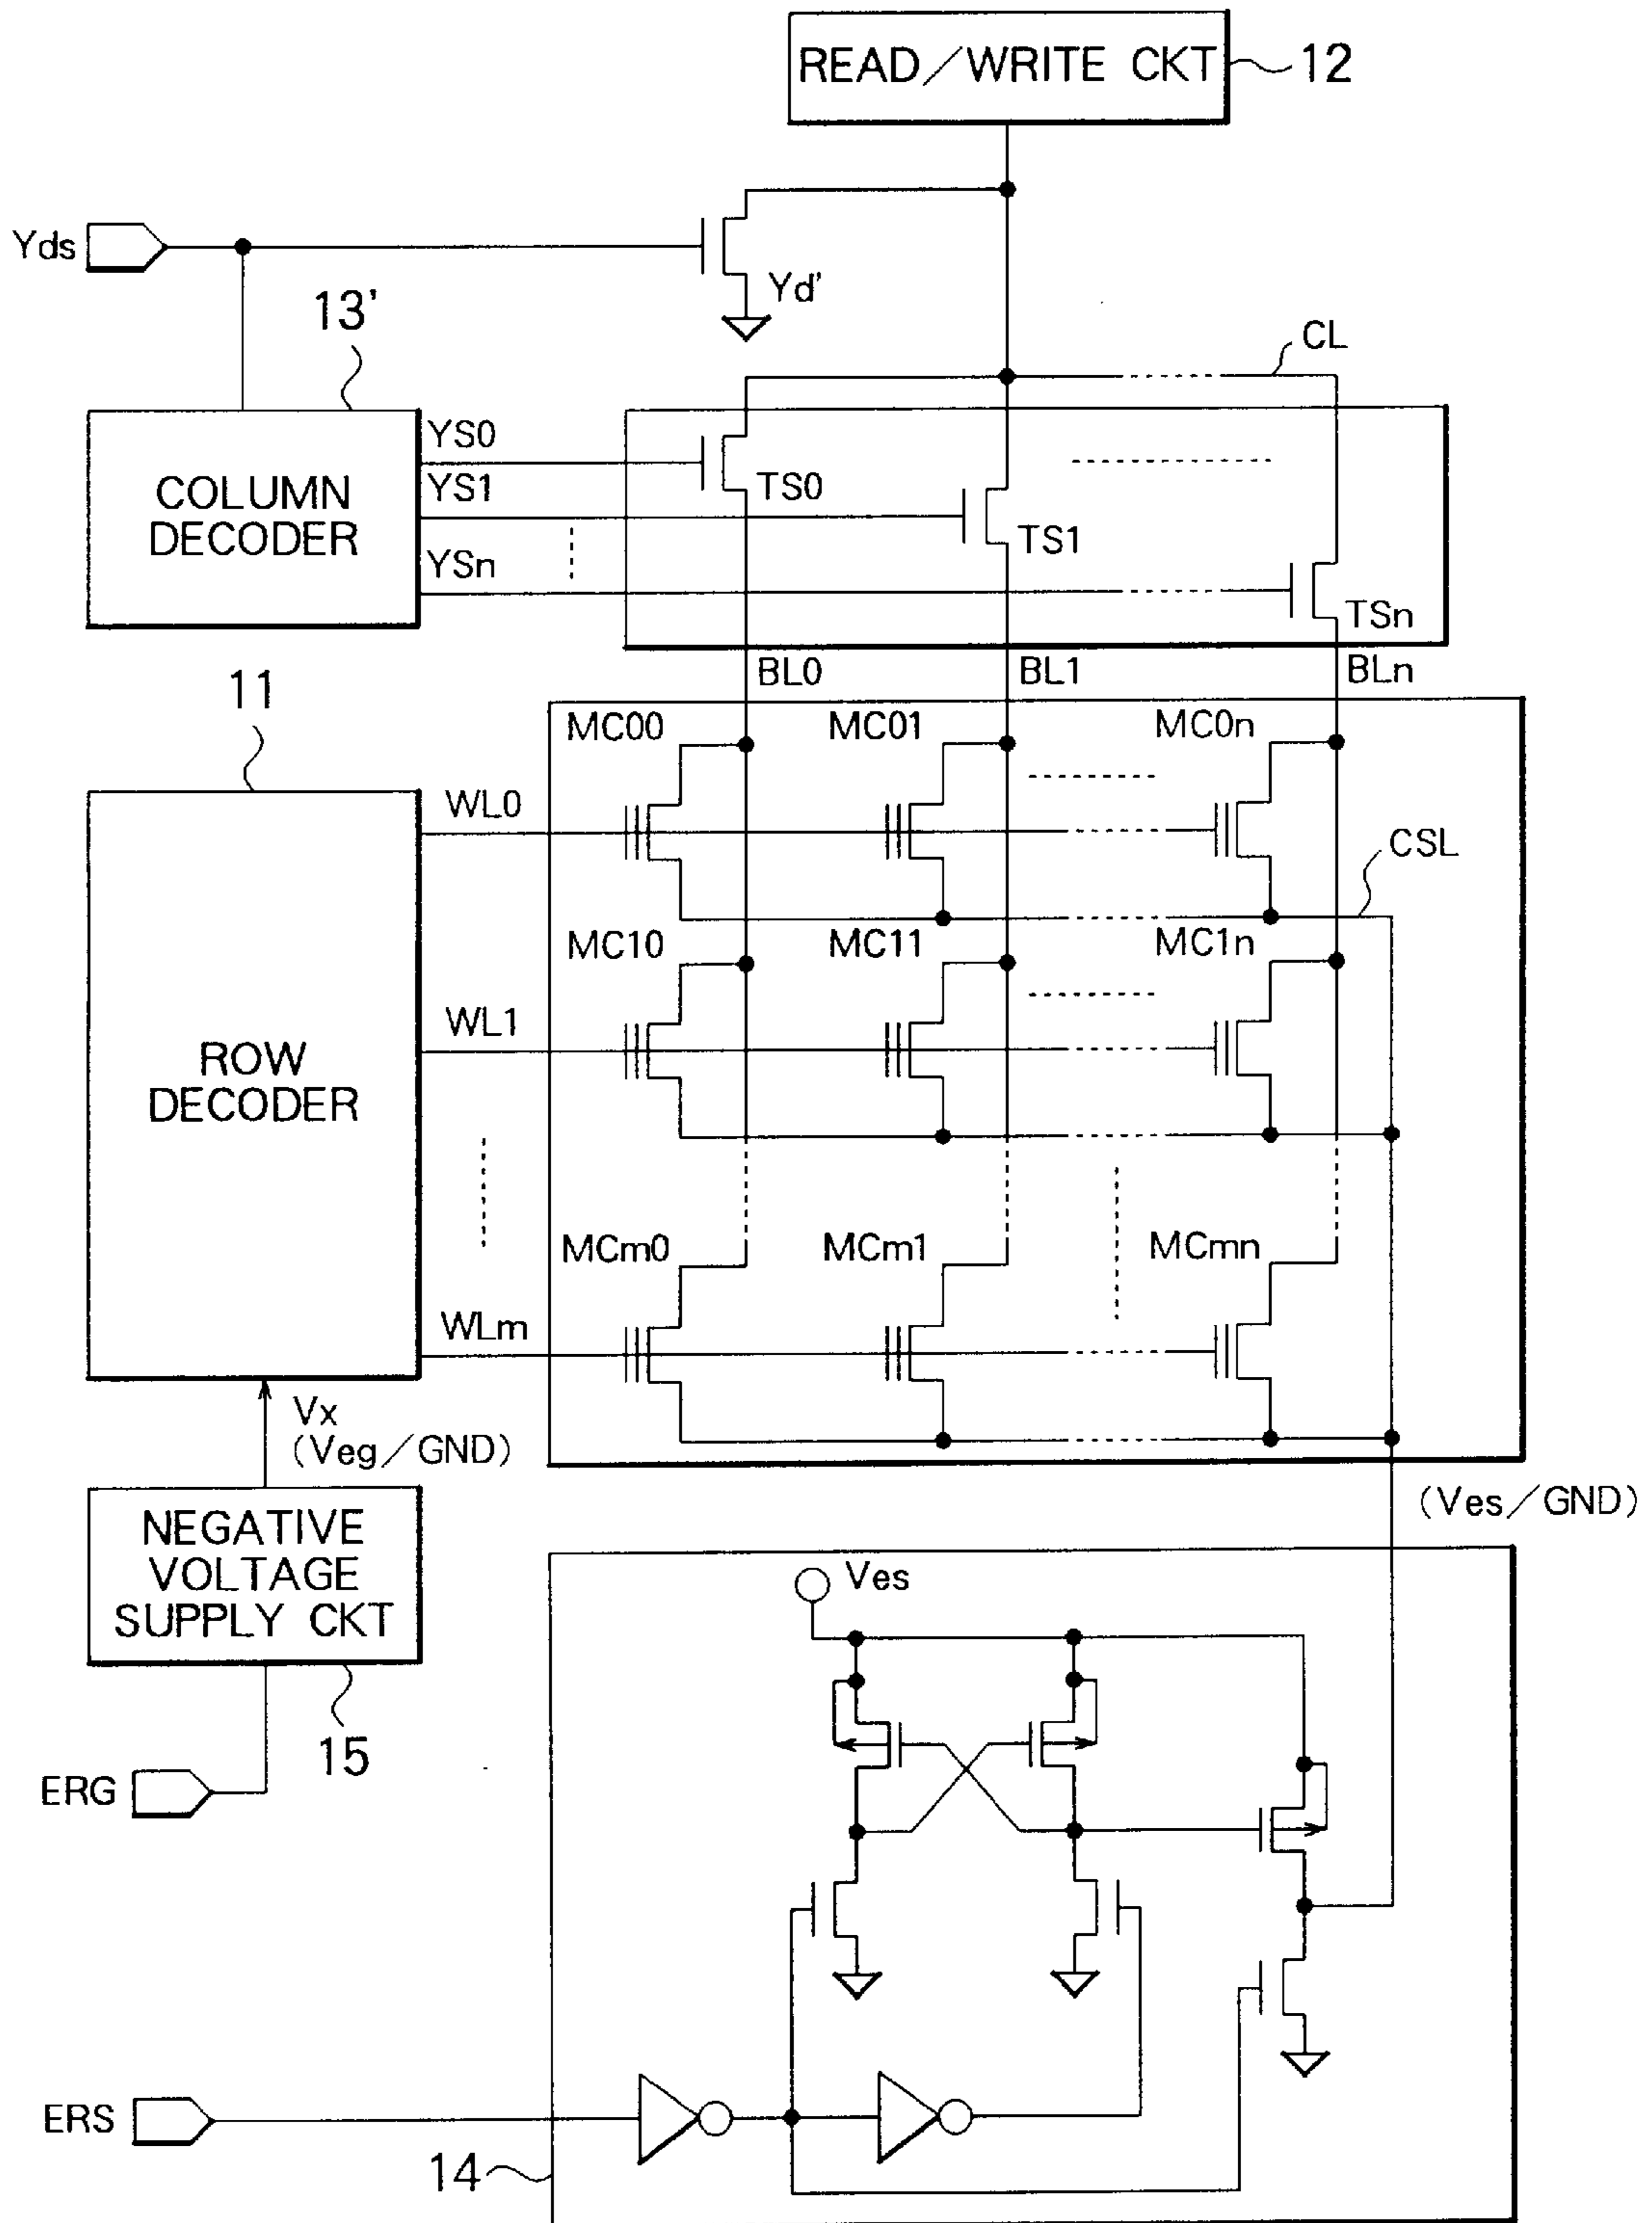 READ/WRITE CKT
12
Yds
Yd'
13'
CL
COLUMN
DECODER
YS0
YS1
YSn
TS0
TS1
TSn
BL0
BL1
BLn
11
MC00
MC01
MC0n
WL0
CSL
MC10
MC11
MC1n
WL1
ROW
DECODER
MCm0
MCm1
MCmn
WLm
Vx
(Veg/GND)
(Ves/GND)
NEGATIVE
VOLTAGE
SUPPLY CKT
15
Ves
ERG
ERS
14